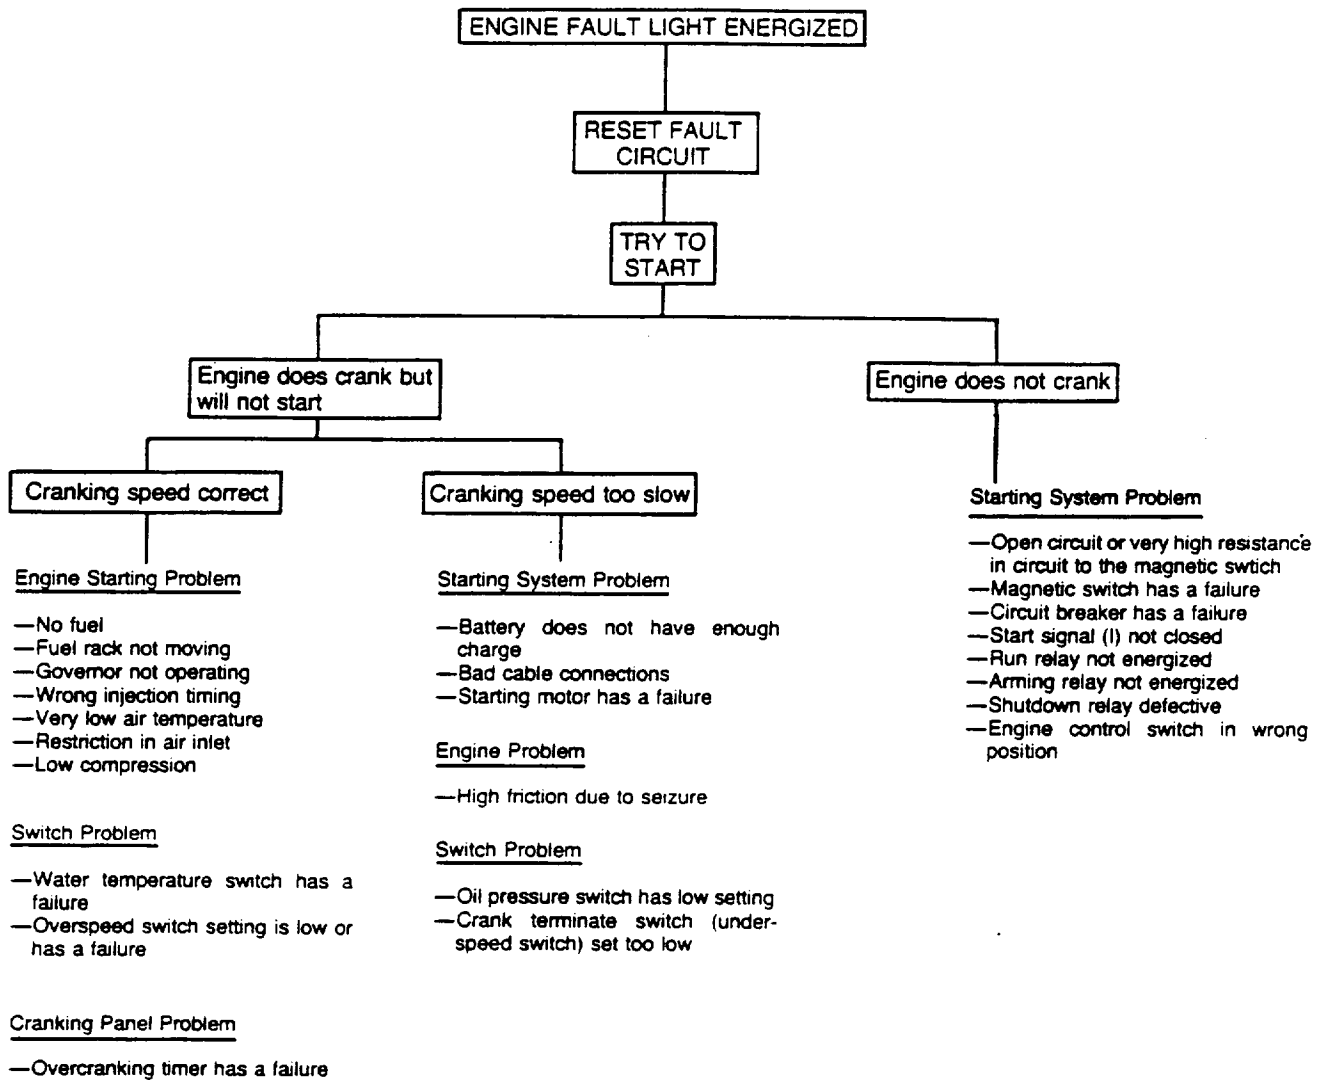 ENGINE FAULT LIGHT ENERGIZED
RESET FAULT
CIRCUIT
TRY TO
START
Engine does crank but
will not start
Engine does not crank
Cranking speed correct
Cranking speed too slow
Engine Starting Problem
—No fuel
—Fuel rack not moving
—Governor not operating
—Wrong injection timing
—Very low air temperature
—Restriction in air inlet
—Low compression
Switch Problem
—Water temperature switch has a
failure
—Overspeed switch setting is low or
has a failure
Cranking Panel Problem
—Overcranking timer has a failure
Starting System Problem
—Battery does not have enough
charge
—Bad cable connections
—Starting motor has a failure
Engine Problem
—High friction due to seizure
Switch Problem
—Oil pressure switch has low setting
—Crank terminate switch (under-
speed switch) set too low
Starting System Problem
—Open circuit or very high resistance
in circuit to the magnetic swtich
—Magnetic switch has a failure
—Circuit breaker has a failure
—Start signal (I) not closed
—Run relay not energized
—Arming relay not energized
—Shutdown relay defective
—Engine control switch in wrong
position